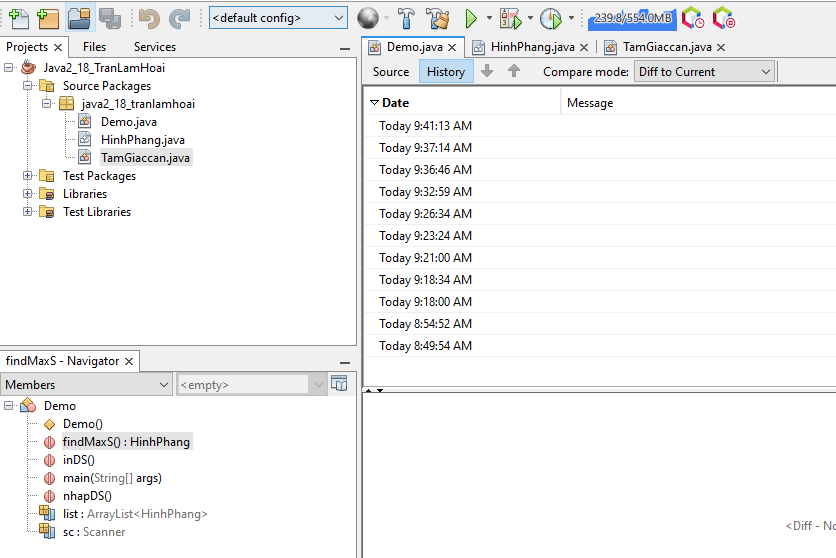 <default config>
239.8/554.0MB
Projects
Files
Services
Java2_18_TranLamHoai
Source Packages
java2_18_tranlamhoai
Demo.java
HinhPhang.java
TamGiaccan.java
Test Packages
Libraries
Test Libraries
findMaxS - Navigator
Members
<empty>
Demo
Demo()
findMaxS() : HinhPhang
inDS()
main(String[] args)
nhapDS()
list : ArrayList<HinhPhang>
sc : Scanner
Demo.java
HinhPhang.java
TamGiaccan.java
Source
History
Compare mode:
Diff to Current
Date
Message
Today 9:41:13 AM
Today 9:37:14 AM
Today 9:36:46 AM
Today 9:32:59 AM
Today 9:26:34 AM
Today 9:23:24 AM
Today 9:21:00 AM
Today 9:18:34 AM
Today 9:18:00 AM
Today 8:54:52 AM
Today 8:49:54 AM
<Diff - No